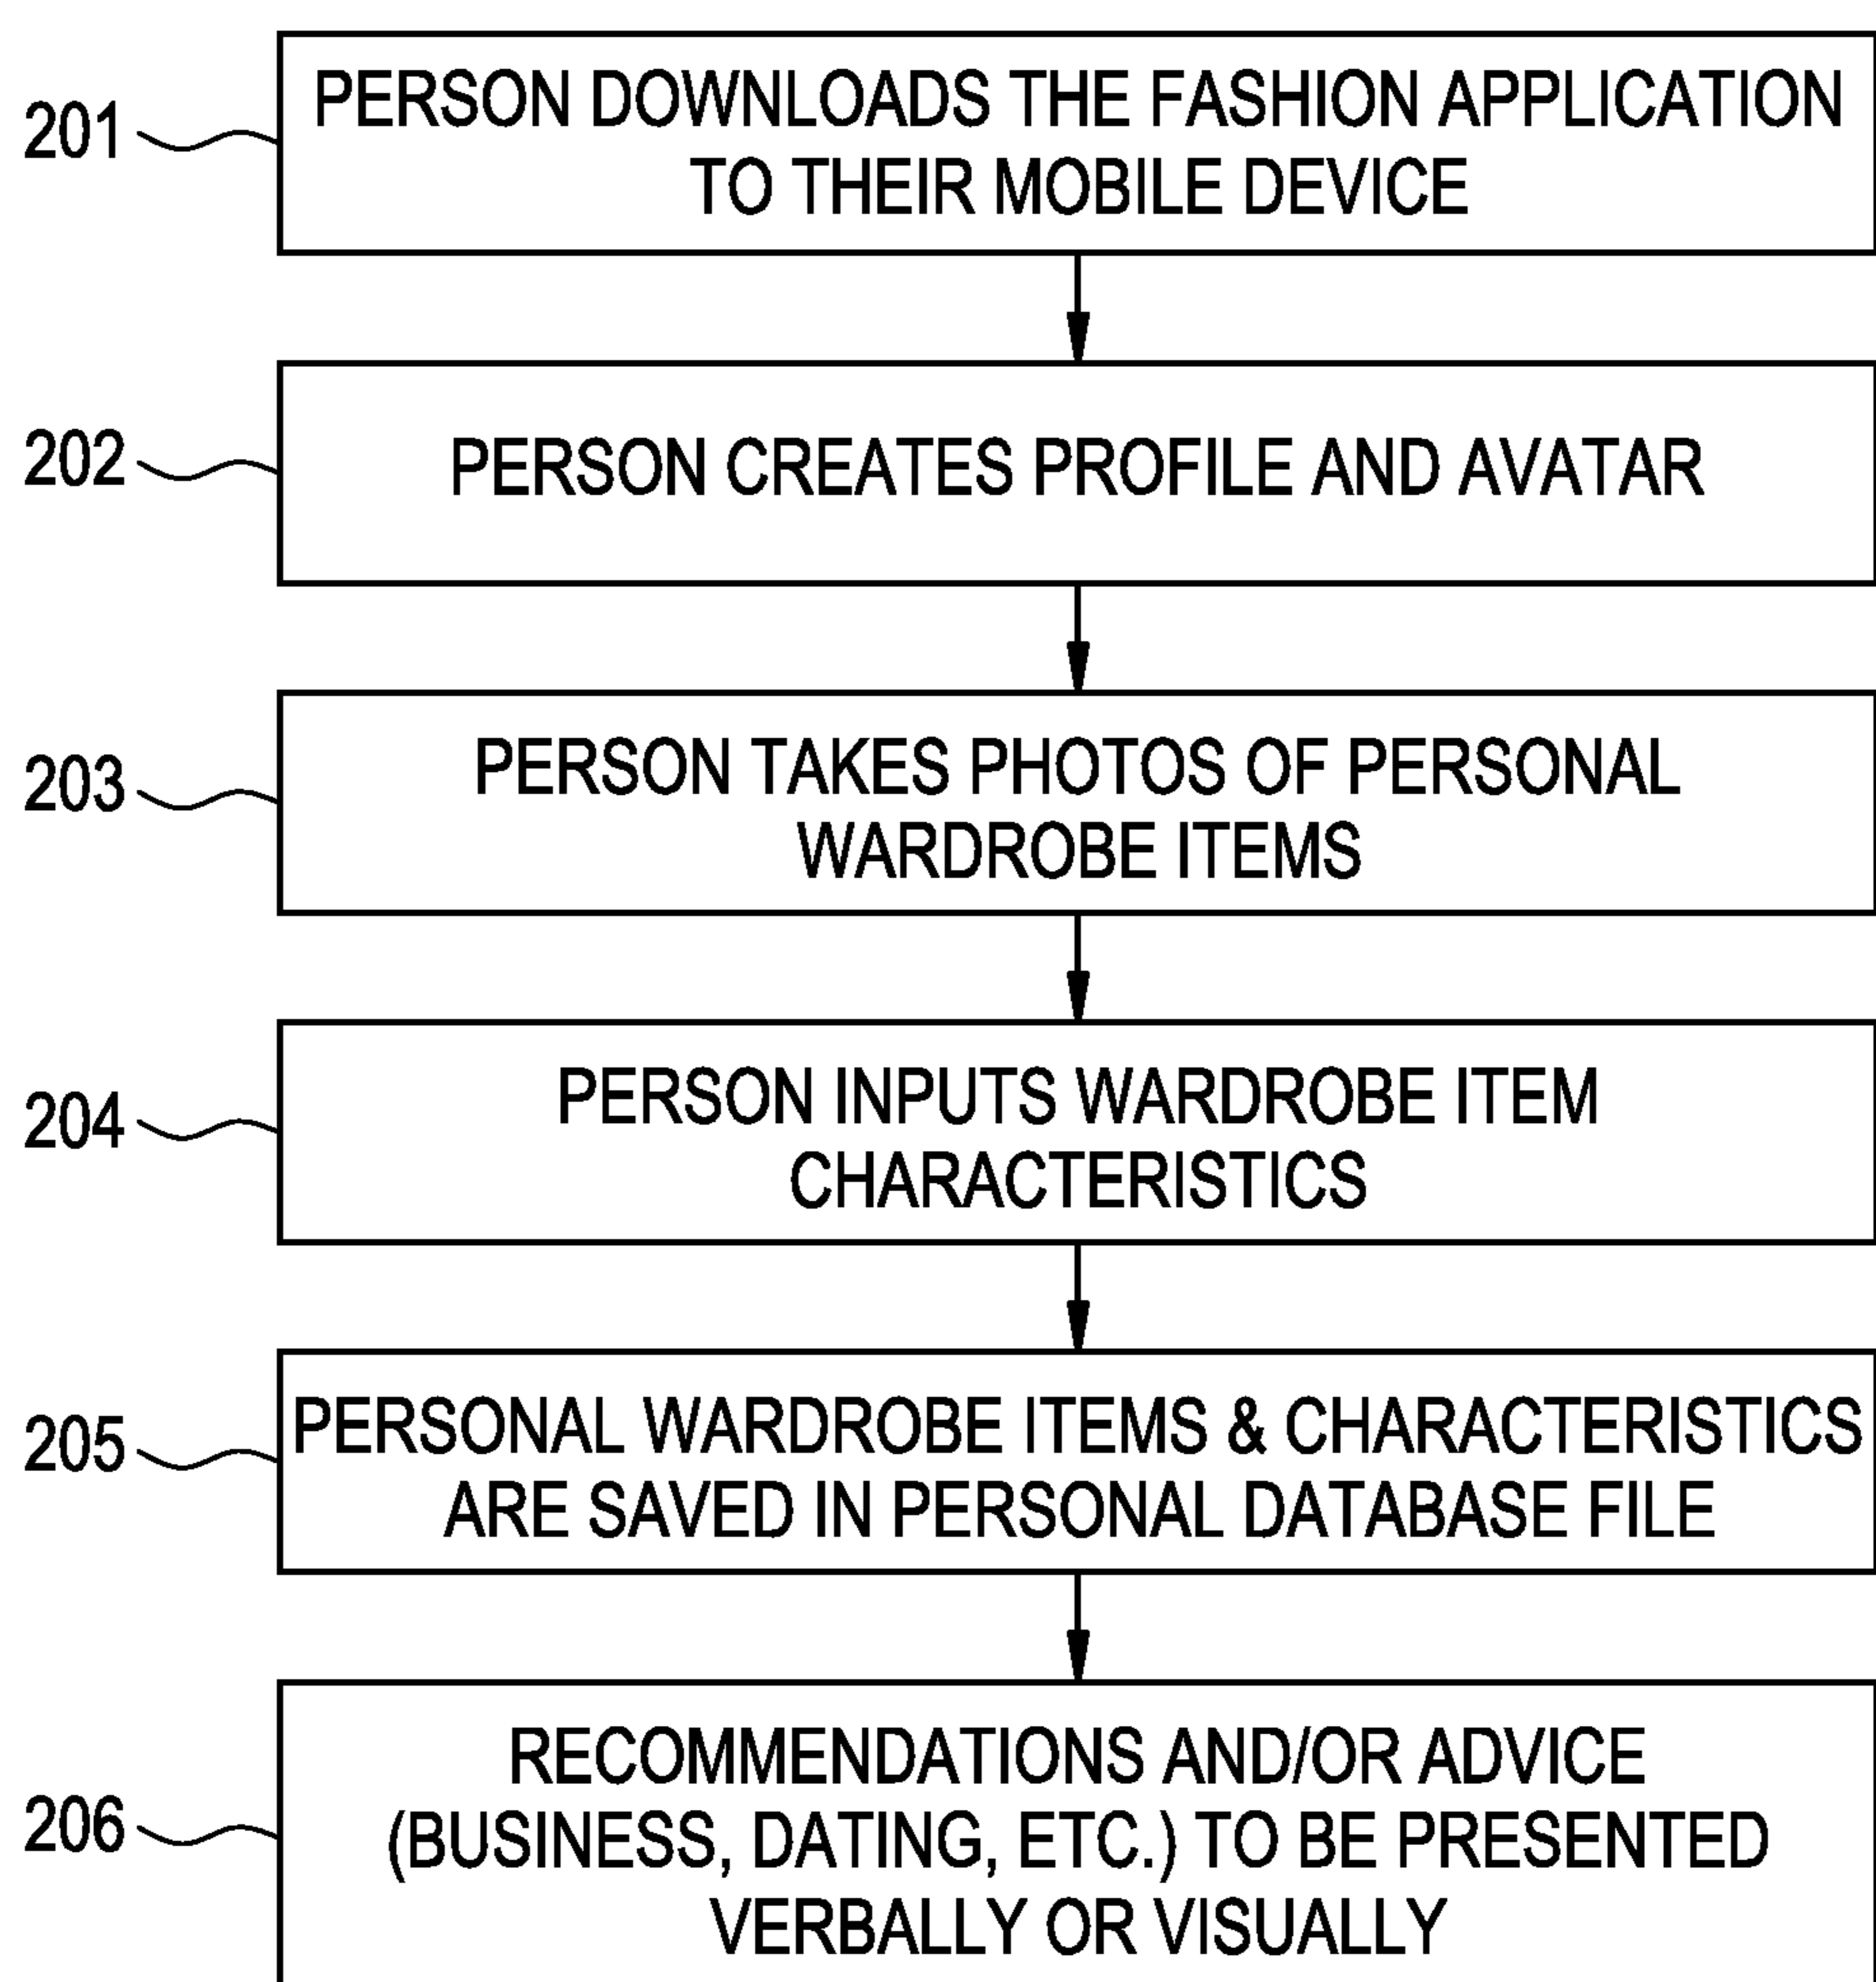 201
PERSON DOWNLOADS THE FASHION APPLICATION
TO THEIR MOBILE DEVICE
202
PERSON CREATES PROFILE AND AVATAR
203
PERSON TAKES PHOTOS OF PERSONAL
WARDROBE ITEMS
204
PERSON INPUTS WARDROBE ITEM
CHARACTERISTICS
205
PERSONAL WARDROBE ITEMS & CHARACTERISTICS
ARE SAVED IN PERSONAL DATABASE FILE
206
RECOMMENDATIONS AND/OR ADVICE
(BUSINESS, DATING, ETC.) TO BE PRESENTED
VERBALLY OR VISUALLY